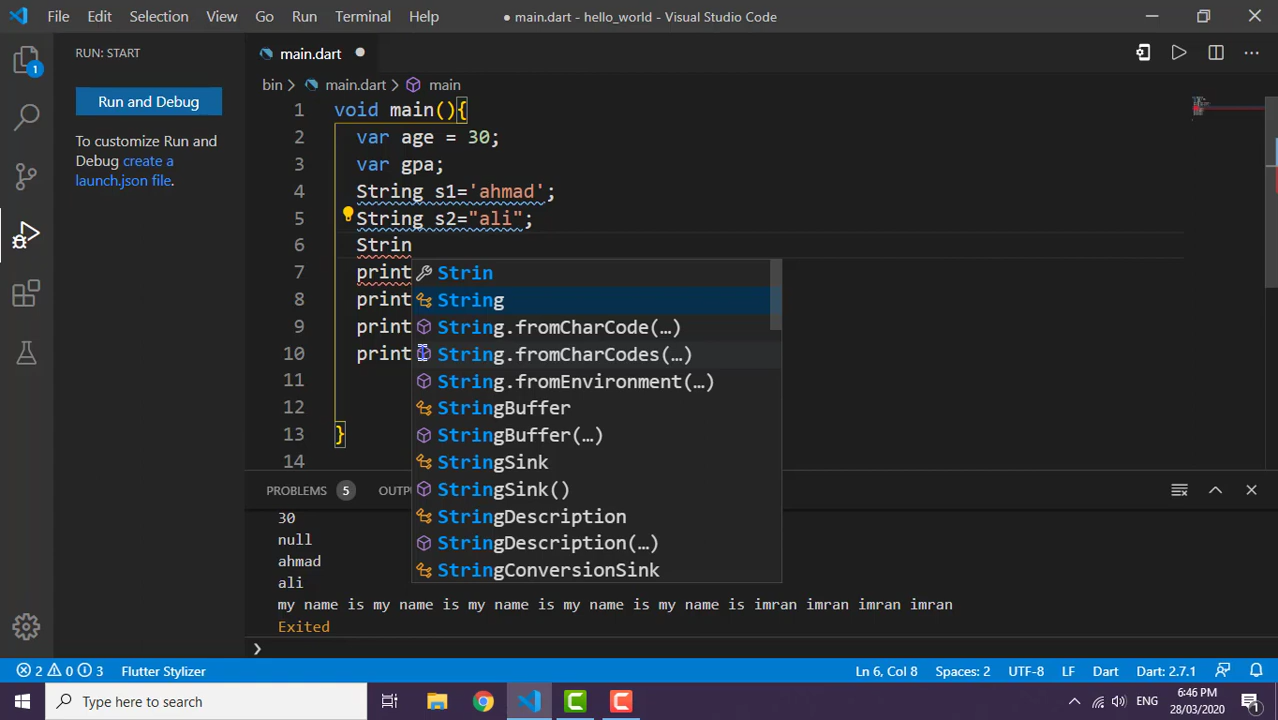 File Edit Selection View Go Run Terminal Help
● main.dart - hello_world - Visual Studio Code
RUN: START
main.dart
1
Run and Debug
To customize Run and
Debug create a
launch.json file.
bin > main.dart > main
1 void main(){
2 var age = 30;
3 var gpa;
4 String s1='ahmad';
5 String s2="ali";
6 Strin
7 print
8 print
9 print
10 print
11
12
13 }
14
Strin
String
String.fromCharCode(…)
String.fromCharCodes(…)
String.fromEnvironment(…)
StringBuffer
StringBuffer(…)
StringSink
StringSink()
StringDescription
StringDescription(…)
StringConversionSink
PROBLEMS 5 OUTPU
30
null
ahmad
ali
my name is my name is my name is my name is my name is imran imran imran imran
Exited
2 0 3 Flutter Stylizer
Ln 6, Col 8 Spaces: 2 UTF-8 LF Dart Dart: 2.7.1
Type here to search
ENG
6:46 PM
28/03/2020
1